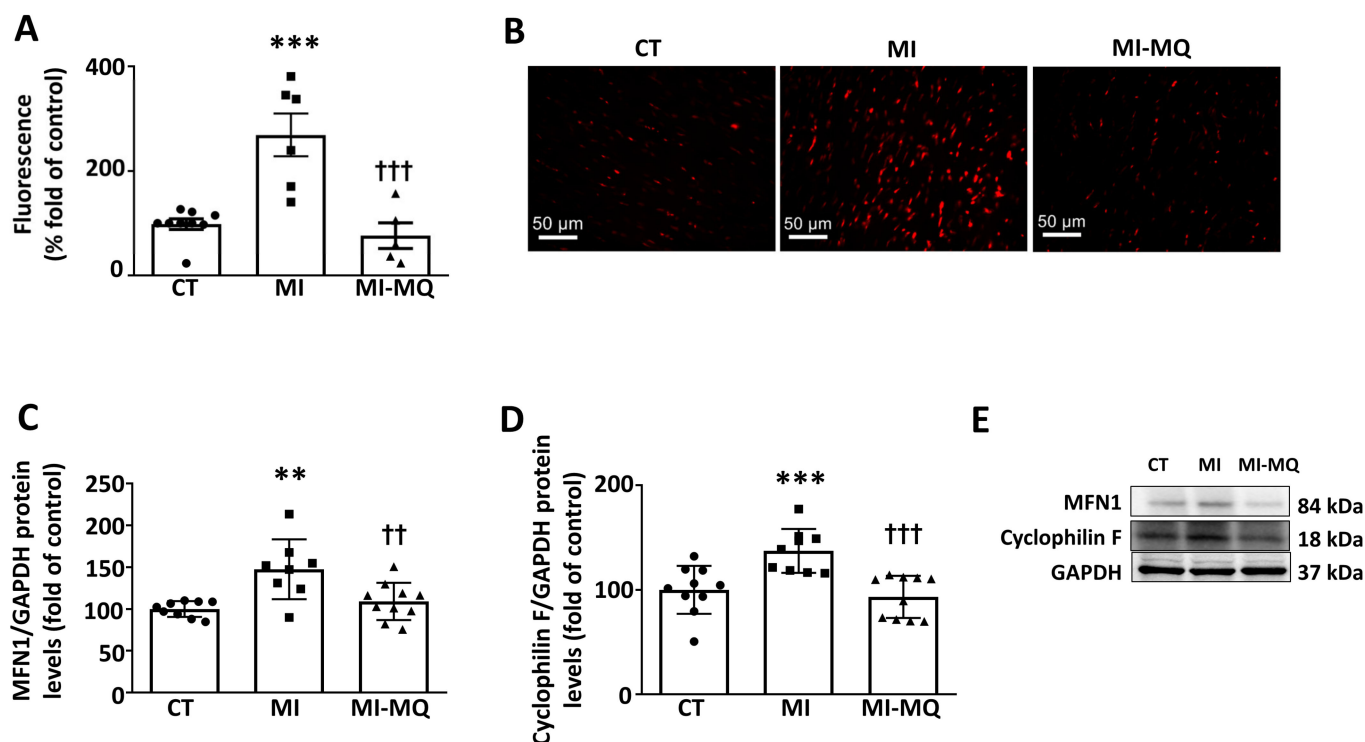 A
Fluorescence
(% fold of control)
400
200
0
***
†††
CT
MI
MI-MQ
B
CT
MI
MI-MQ
50 µm
50 µm
50 µm
C
MFN1/GAPDH protein
levels (fold of control)
250
200
150
100
50
0
**
††
CT
MI
MI-MQ
D
Cyclophilin F/GAPDH protein
levels (fold of control)
200
100
0
***
†††
CT
MI
MI-MQ
E
CT MI MI-MQ
MFN1 84 kDa
Cyclophilin F 18 kDa
GAPDH 37 kDa